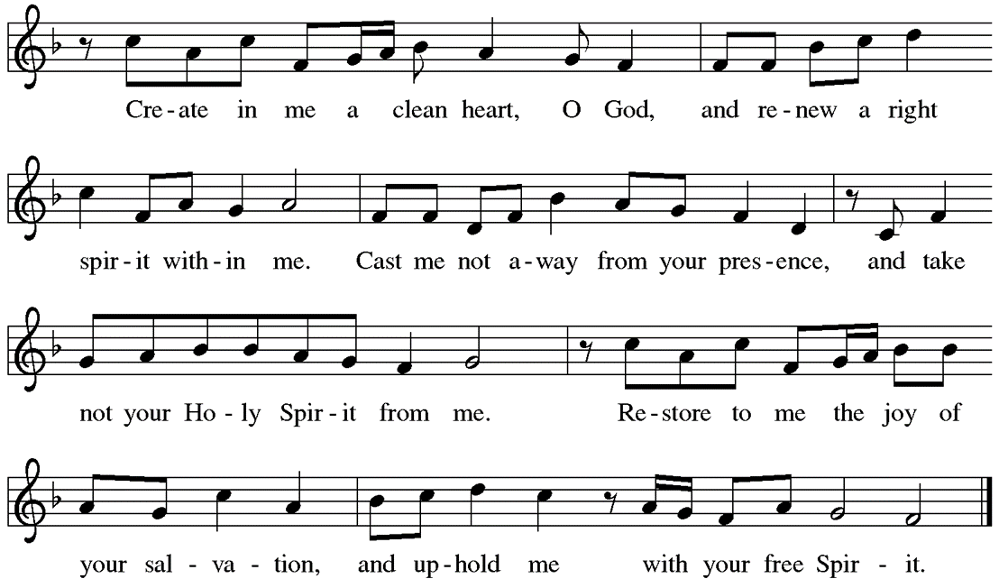 Cre-ate in me a clean heart, O God, and re-new a right
spir-it with-in me. Cast me not a-way from your pres-ence, and take
not your Ho-ly Spir-it from me. Re-store to me the joy of
your sal-va-tion, and up-hold me with your free Spir-it.